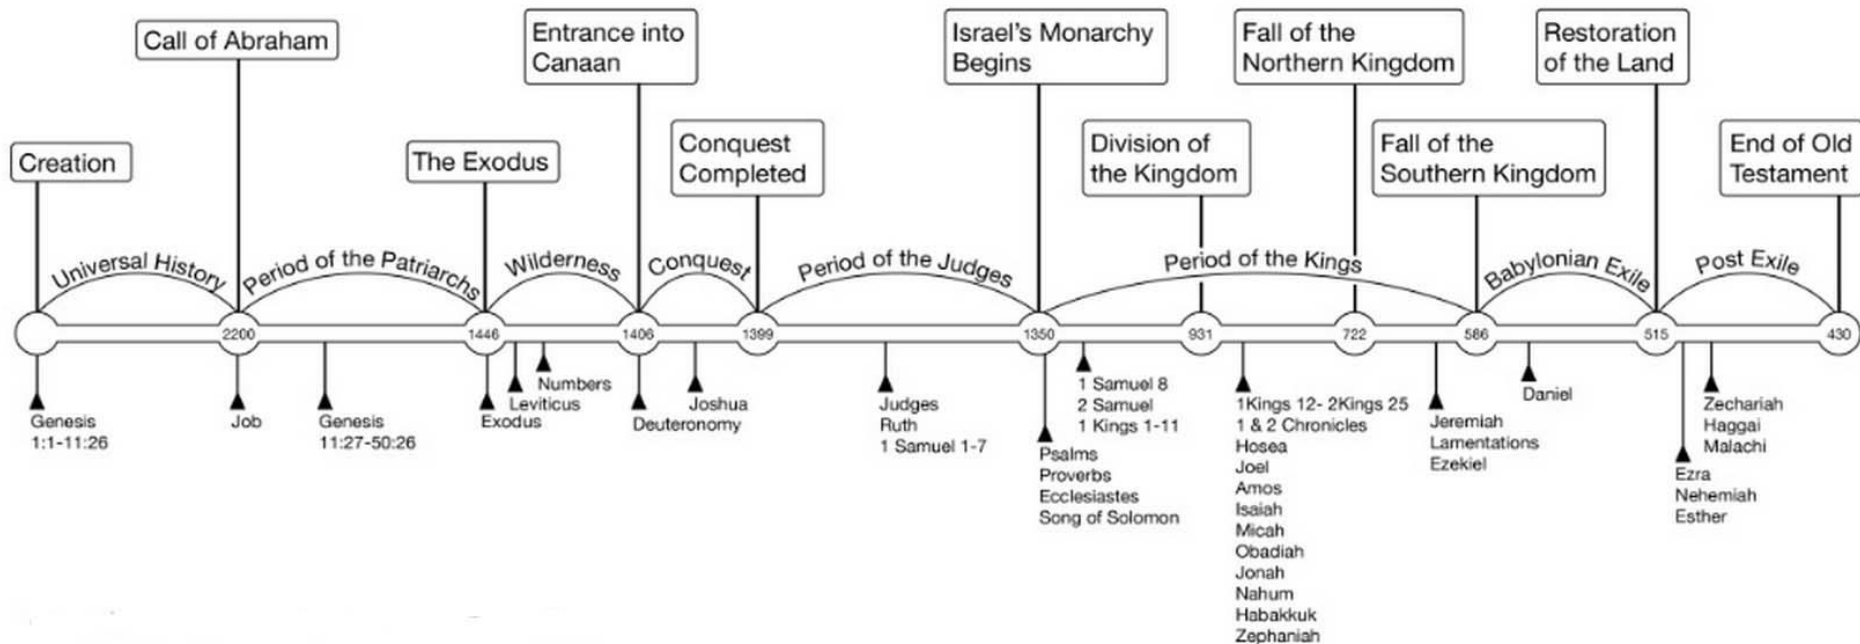 Creation
Call of Abraham
The Exodus
Entrance into
Canaan
Conquest
Completed
Israel's Monarchy
Begins
Division of
the Kingdom
Fall of the
Northern Kingdom
Fall of the
Southern Kingdom
Restoration
of the Land
End of Old
Testament
Universal History
Period of the Patriarchs
Wilderness
Conquest
Period of the Judges
Period of the Kings
Babylonian Exile
Post Exile
2200
1446
1406
1399
1350
931
722
586
515
430
Genesis
1:1-11:26
Job
Genesis
11:27-50:26
Exodus
Leviticus
Numbers
Deuteronomy
Joshua
Judges
Ruth
1 Samuel 1-7
Psalms
Proverbs
Ecclesiastes
Song of Solomon
1 Samuel 8
2 Samuel
1 Kings 1-11
1Kings 12- 2Kings 25
1 & 2 Chronicles
Hosea
Joel
Amos
Isaiah
Micah
Obadiah
Jonah
Nahum
Habakkuk
Zephaniah
Jeremiah
Lamentations
Ezekiel
Daniel
Ezra
Nehemiah
Esther
Zechariah
Haggai
Malachi